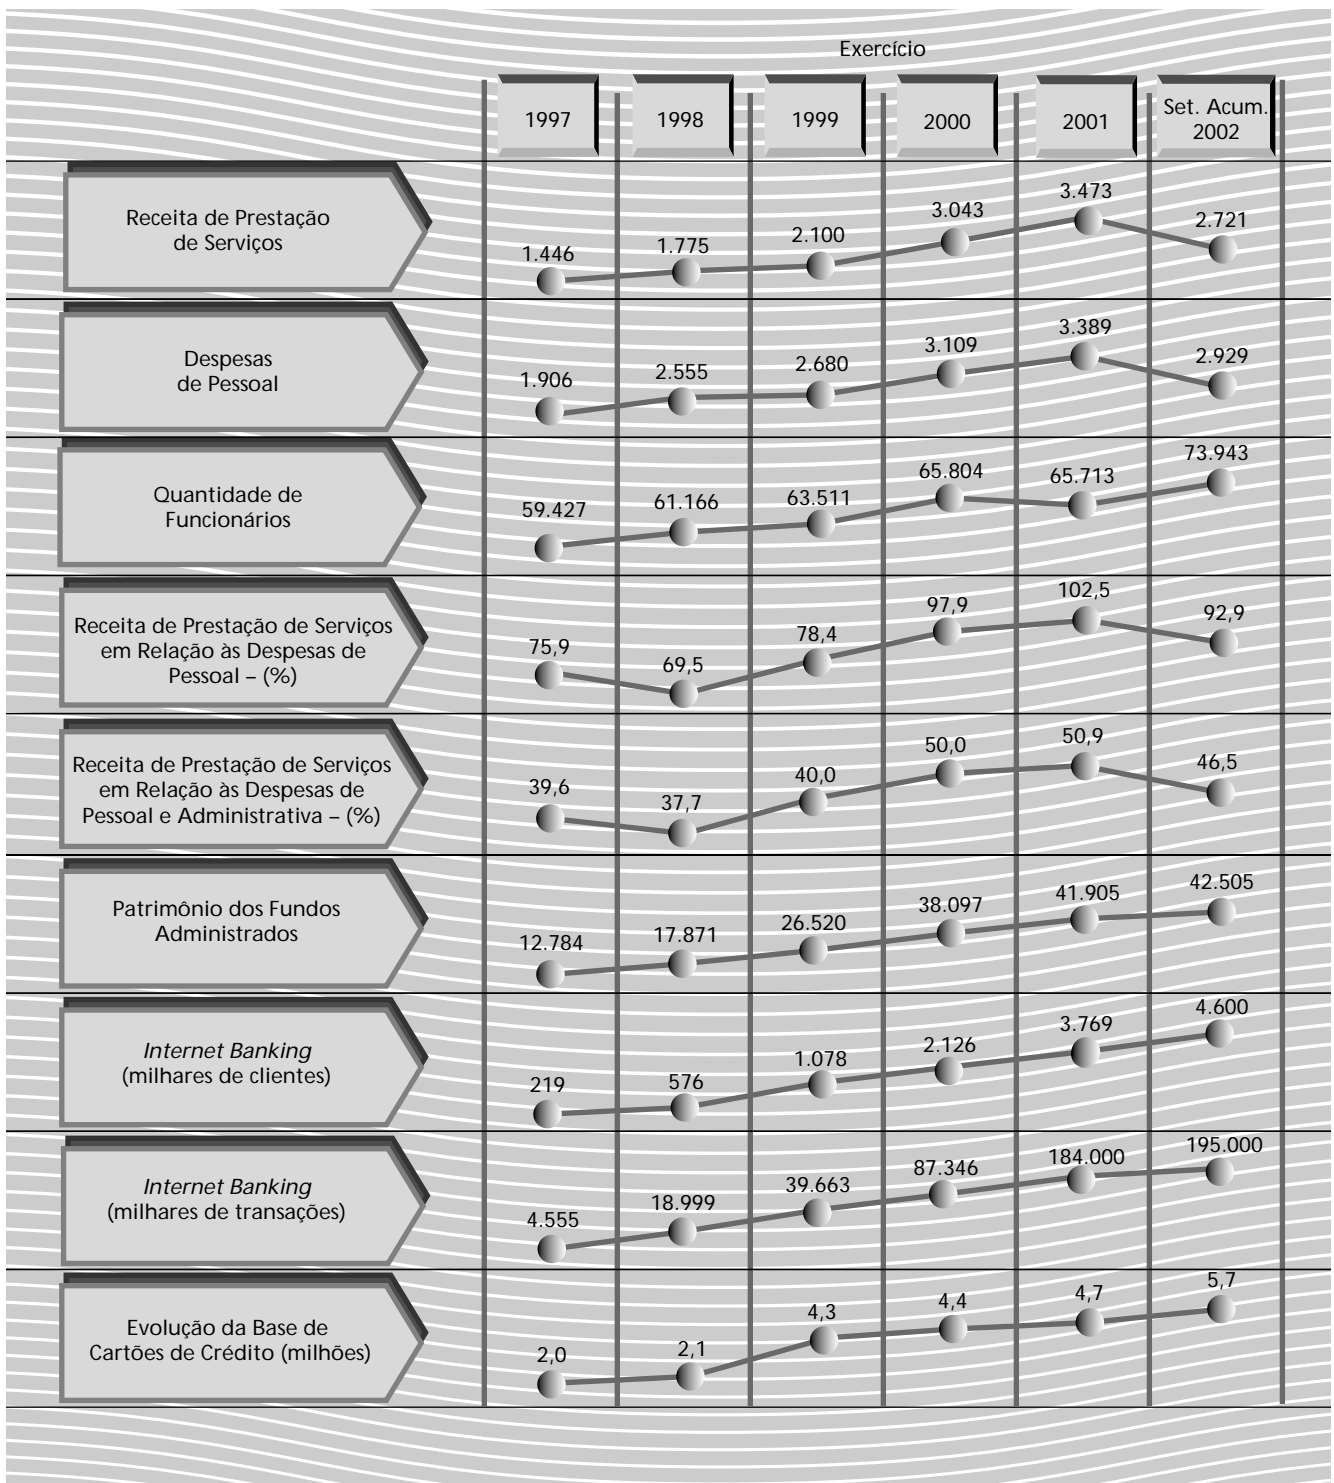 Exercício
1997
1998
1999
2000
2001
Set. Acum.
2002
Receita de Prestação
de Serviços
1.446
1.775
2.100
3.043
3.473
2.721
Despesas
de Pessoal
1.906
2.555
2.680
3.109
3.389
2.929
Quantidade de
Funcionários
59.427
61.166
63.511
65.804
65.713
73.943
Receita de Prestação de Serviços
em Relação às Despesas de
Pessoal – (%)
75,9
69,5
78,4
97,9
102,5
92,9
Receita de Prestação de Serviços
em Relação às Despesas de
Pessoal e Administrativa – (%)
39,6
37,7
40,0
50,0
50,9
46,5
Patrimônio dos Fundos
Administrados
12.784
17.871
26.520
38.097
41.905
42.505
Internet Banking
(milhares de clientes)
219
576
1.078
2.126
3.769
4.600
Internet Banking
(milhares de transações)
4.555
18.999
39.663
87.346
184.000
195.000
Evolução da Base de
Cartões de Crédito (milhões)
2,0
2,1
4,3
4,4
4,7
5,7